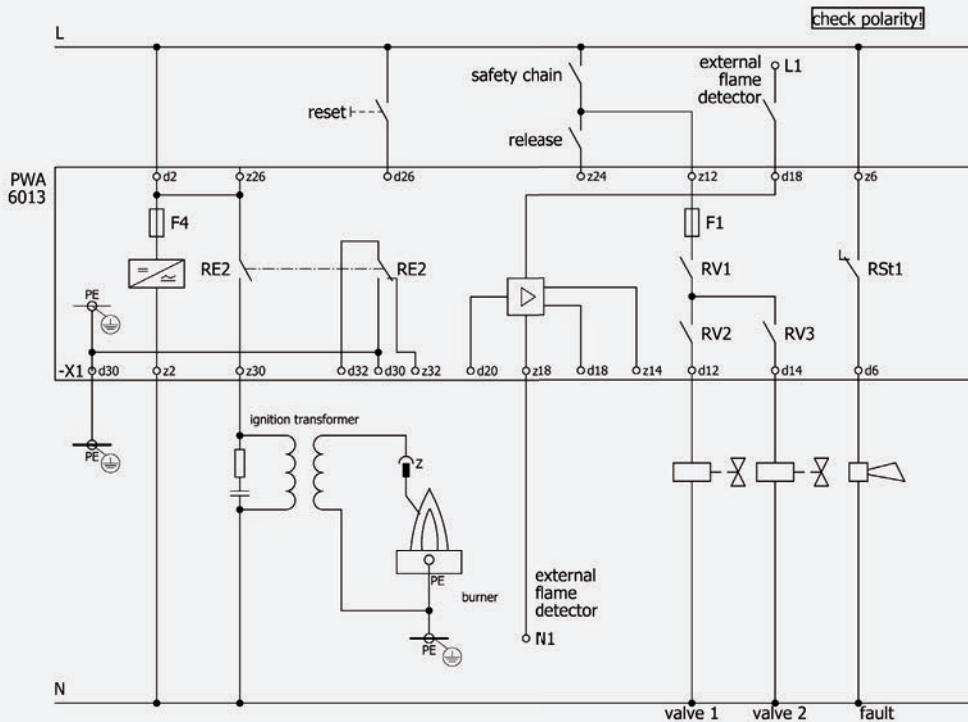 check polarity!
L
external
flame
detector
L1
safety chain
reset
release
PWA
6013
d2
z26
d26
z24
z12
d18
z6
F4
F1
=
~
RE2
RE2
RV1
RSt1
PE
RV2
RV3
-X1
d30
z2
z30
d32
d30
z32
d20
z18
d18
z14
d12
d14
d6
ignition transformer
PE
z
PE
burner
external
flame
detector
PE
N1
N
valve 1
valve 2
fault